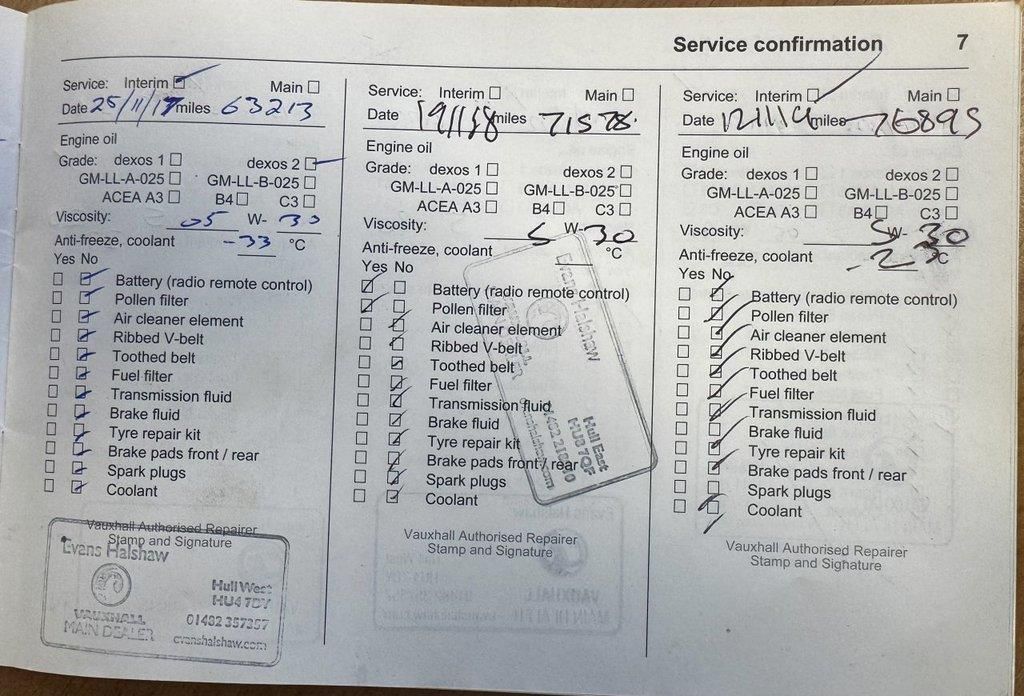 Service confirmation 7
Service: Interim ☑ Main ☐
Date 25/11/17 miles 63213
Engine oil
Grade: dexos 1 ☐ dexos 2 ☑
GM-LL-A-025 ☐ GM-LL-B-025 ☐
ACEA A3 ☐ B4 ☐ C3 ☐
Viscosity: 05 W- 30
Anti-freeze, coolant -33 °C
Yes No
☐ ☑ Battery (radio remote control)
☐ ☑ Pollen filter
☐ ☑ Air cleaner element
☐ ☑ Ribbed V-belt
☐ ☑ Toothed belt
☐ ☑ Fuel filter
☐ ☑ Transmission fluid
☐ ☑ Brake fluid
☐ ☑ Tyre repair kit
☐ ☑ Brake pads front / rear
☐ ☑ Spark plugs
☐ ☑ Coolant
Vauxhall Authorised Repairer
Stamp and Signature
Evans Halshaw
Hull West
HU4 7DY
VAUXHALL
MAIN DEALER
01482 357357
evanshalshaw.com
Service: Interim ☐ Main ☐
Date miles 71578
Engine oil
Grade: dexos 1 ☐ dexos 2 ☐
GM-LL-A-025 ☐ GM-LL-B-025 ☐
ACEA A3 ☐ B4 ☐ C3 ☐
Viscosity: 5 W- 30
Anti-freeze, coolant °C
Yes No
☑ ☐ Battery (radio remote control)
☑ ☐ Pollen filter
☐ ☑ Air cleaner element
☐ ☑ Ribbed V-belt
☐ ☑ Toothed belt
☐ ☑ Fuel filter
☐ ☑ Transmission fluid
☐ ☑ Brake fluid
☐ ☑ Tyre repair kit
☐ ☑ Brake pads front / rear
☐ ☑ Spark plugs
☐ ☑ Coolant
Evans Halshaw
Hull East
HU8 7QF
evanshalshaw.com
Vauxhall Authorised Repairer
Stamp and Signature
Service: Interim ☑ Main ☐
Date miles 76895
Engine oil
Grade: dexos 1 ☐ dexos 2 ☐
GM-LL-A-025 ☐ GM-LL-B-025 ☐
ACEA A3 ☐ B4 ☐ C3 ☐
Viscosity: 5 W- 30
Anti-freeze, coolant °C
Yes No
☐ ☑ Battery (radio remote control)
☐ ☑ Pollen filter
☐ ☑ Air cleaner element
☐ ☑ Ribbed V-belt
☐ ☑ Toothed belt
☐ ☑ Fuel filter
☐ ☑ Transmission fluid
☐ ☑ Brake fluid
☐ ☑ Tyre repair kit
☐ ☑ Brake pads front / rear
☐ ☐ Spark plugs
☐ ☑ Coolant
Vauxhall Authorised Repairer
Stamp and Signature